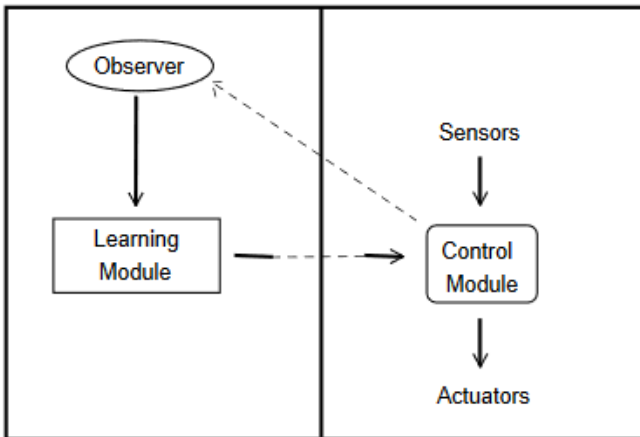 Observer
Learning
Module
Sensors
Control
Module
Actuators